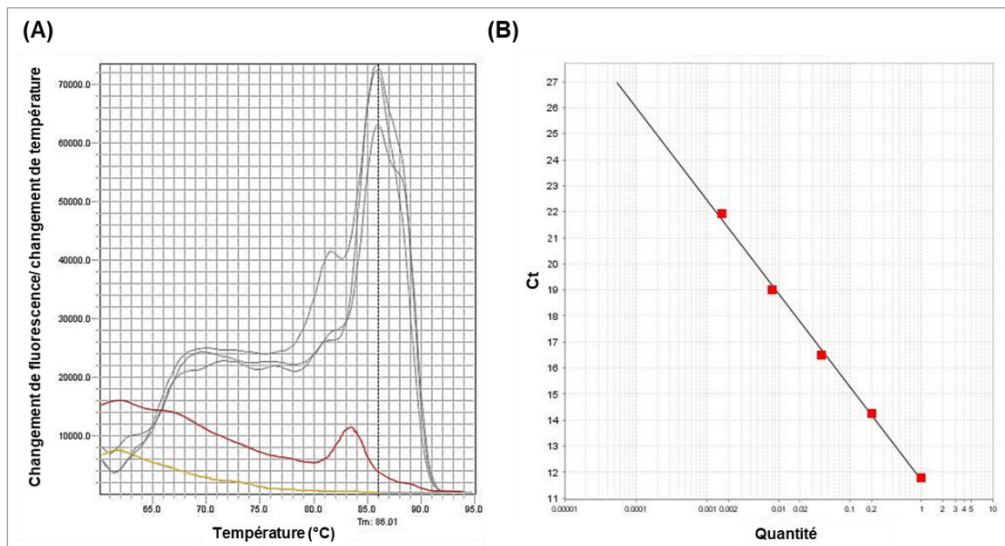 (A)
Changement de fluorescence/ changement de température
70000.0
60000.0
50000.0
40000.0
30000.0
20000.0
10000.0
65.0 70.0 75.0 80.0 85.0 90.0 95.0
Tm: 86.01
Température (°C)
(B)
Ct
27
26
25
24
23
22
21
20
19
18
17
16
15
14
13
12
11
0.00001 0.0001 0.001 0.002 0.01 0.02 0.1 0.2 1 2 3 4 5 10
Quantité